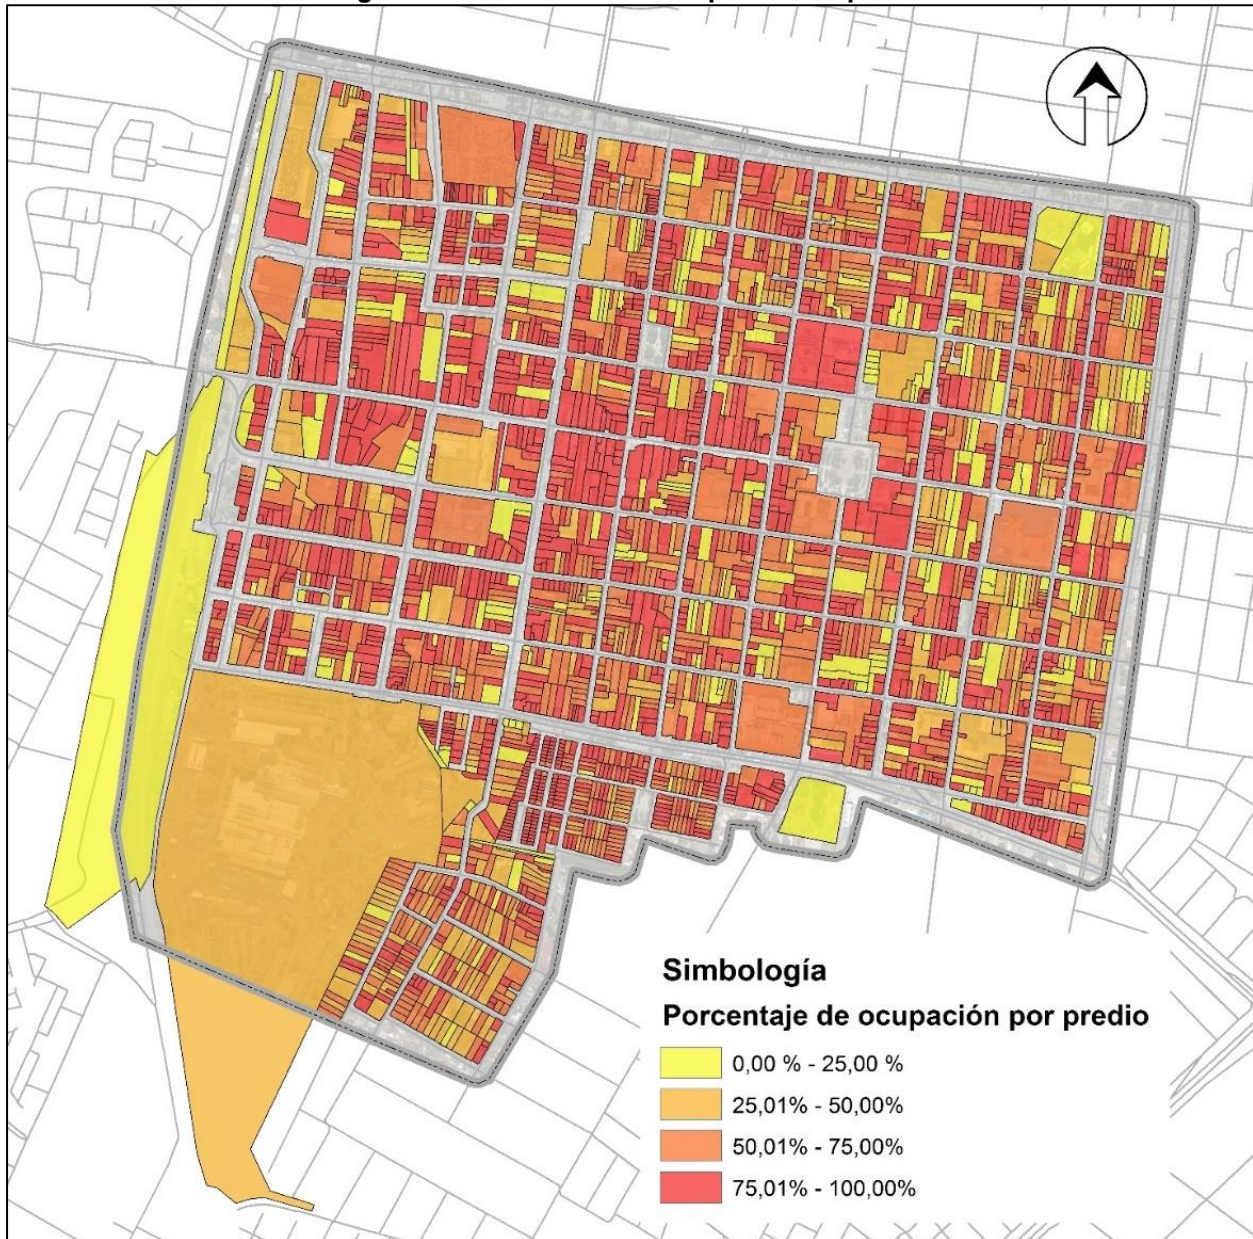 Simbología
Porcentaje de ocupación por predio
0,00 % - 25,00 %
25,01% - 50,00%
50,01% - 75,00%
75,01% - 100,00%